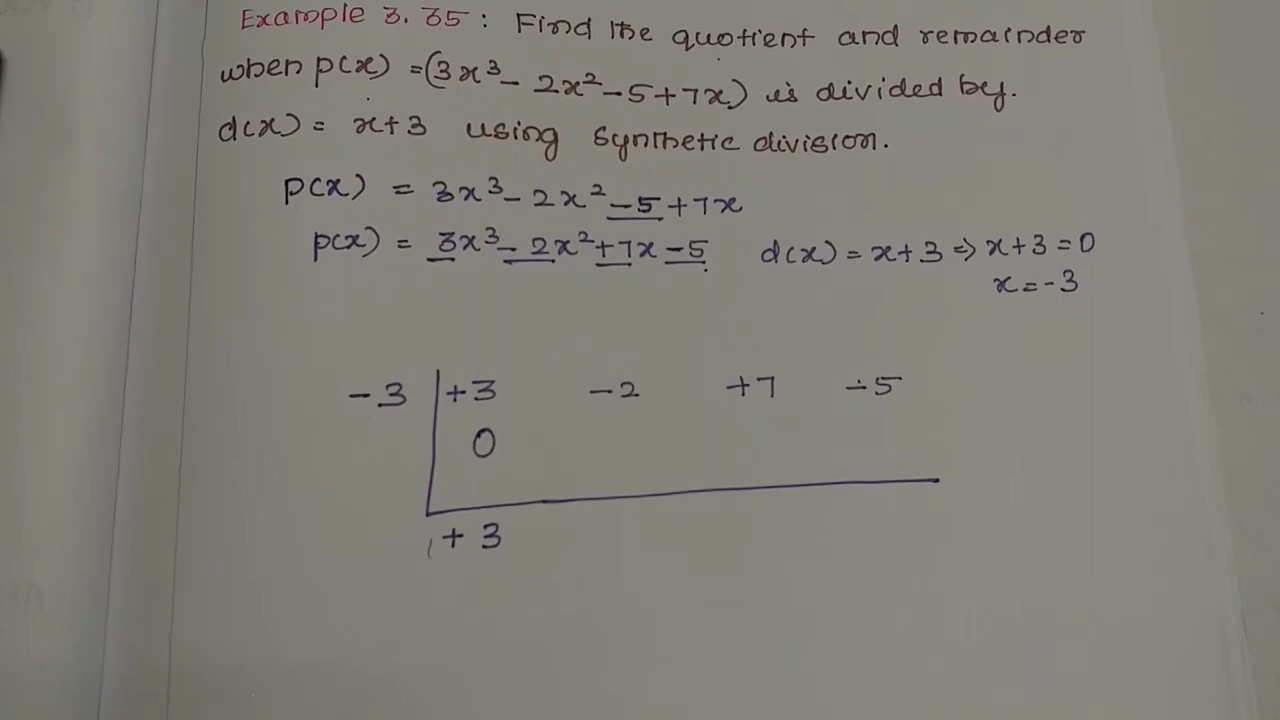 Example 3.35: Find the quotient and remainder
when p(x) = (3x³ - 2x² - 5 + 7x) is divided by.
d(x) = x+3 using synthetic division.
p(x) = 3x³ - 2x² - 5 + 7x
p(x) = 3x³ - 2x² + 7x - 5 d(x) = x+3 ⇒ x+3 = 0
x = -3
-3 | +3 -2 +7 -5
0
+3